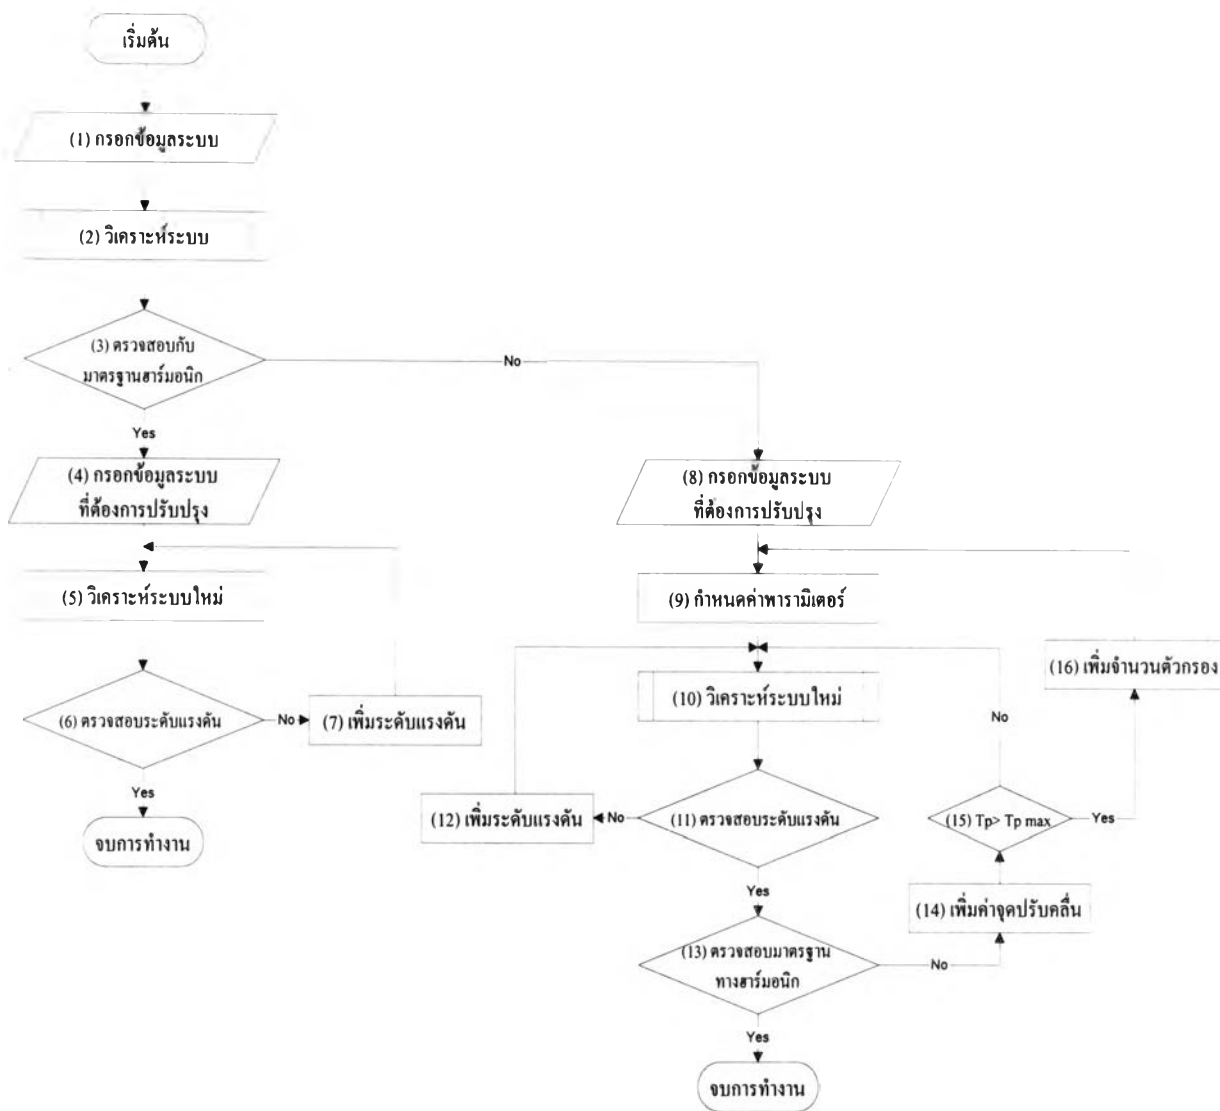 เริ่มต้น
(1) กรอกข้อมูลระบบ
(2) วิเคราะห์ระบบ
(3) ตรวจสอบกับ
มาตรฐานฮาร์มอนิก
No
Yes
(4) กรอกข้อมูลระบบ
ที่ต้องการปรับปรุง
(5) วิเคราะห์ระบบใหม่
(6) ตรวจสอบระดับแรงดัน
No
(7) เพิ่มระดับแรงดัน
Yes
จบการทำงาน
(8) กรอกข้อมูลระบบ
ที่ต้องการปรับปรุง
(9) กำหนดค่าพารามิเตอร์
(10) วิเคราะห์ระบบใหม่
(11) ตรวจสอบระดับแรงดัน
No
(12) เพิ่มระดับแรงดัน
Yes
(13) ตรวจสอบมาตรฐาน
ทางฮาร์มอนิก
No
(14) เพิ่มค่าจุดปรับคลื่น
(15) Tp> Tp max
No
Yes
(16) เพิ่มจำนวนตัวกรอง
Yes
จบการทำงาน